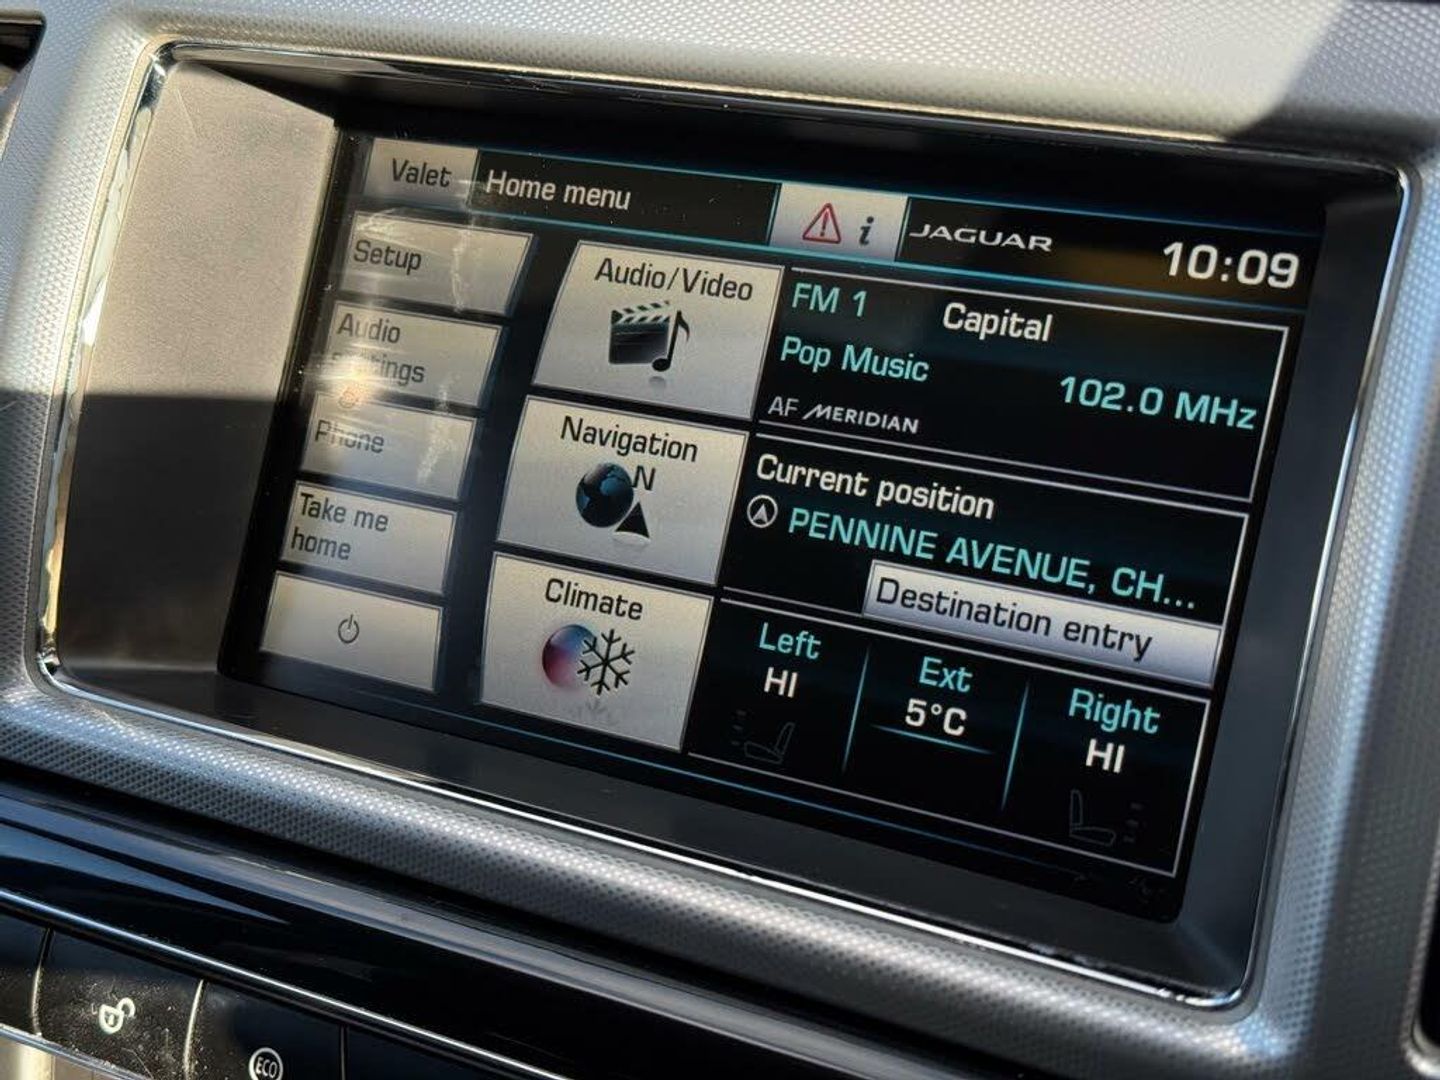 Valet
Home menu
i
JAGUAR
10:09
Setup
Audio
settings
Phone
Take me
home
Audio/Video
Navigation
N
Climate
FM 1
Capital
Pop Music
102.0 MHz
AF MERIDIAN
Current position
PENNINE AVENUE, CH...
Destination entry
Left
HI
Ext
5°C
Right
HI
ECO